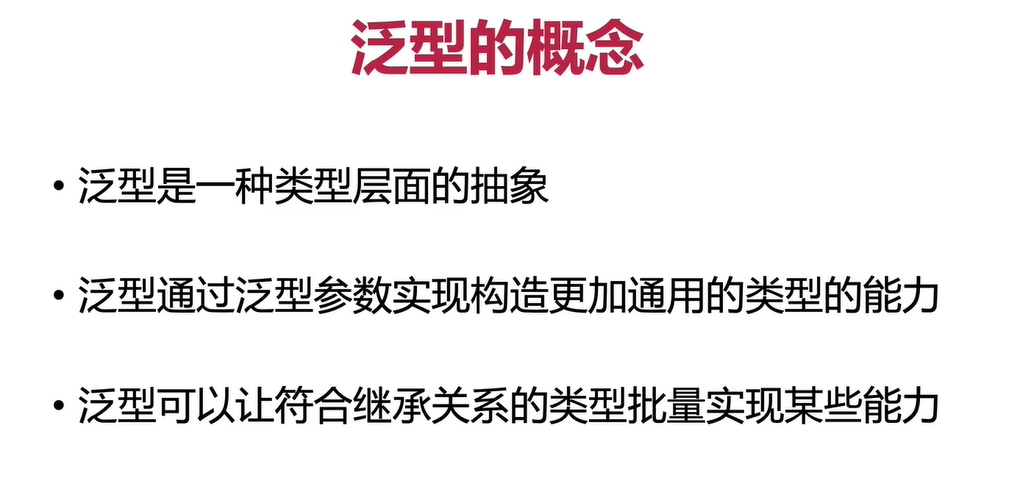 泛型的概念
• 泛型是一种类型层面的抽象
• 泛型通过泛型参数实现构造更加通用的类型的能力
• 泛型可以让符合继承关系的类型批量实现某些能力